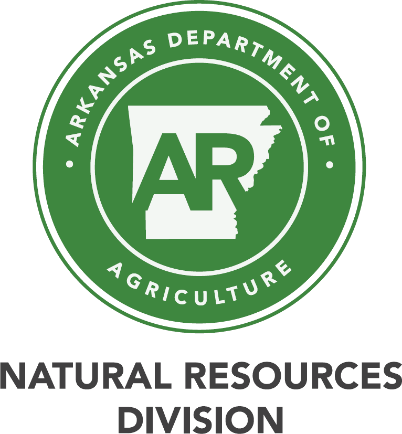 • ARKANSAS DEPARTMENT OF •
AR
AGRICULTURE
NATURAL RESOURCES
DIVISION